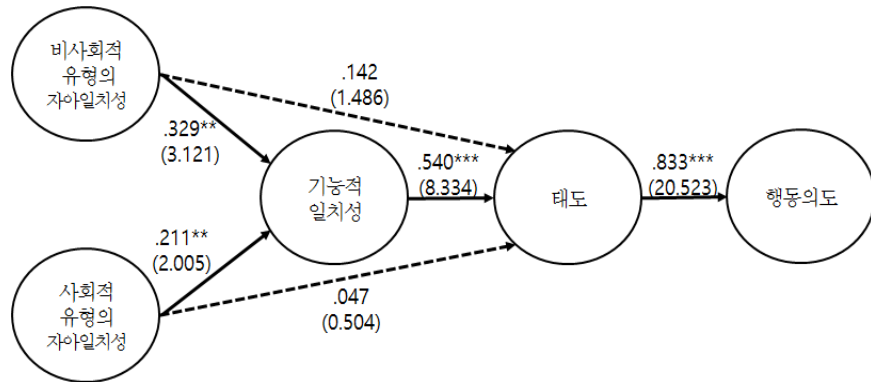 비사회적
유형의
자아일치성
.142
(1.486)
.329**
(3.121)
기능적
일치성
.540***
(8.334)
태도
.833***
(20.523)
행동의도
.211**
(2.005)
사회적
유형의
자아일치성
.047
(0.504)